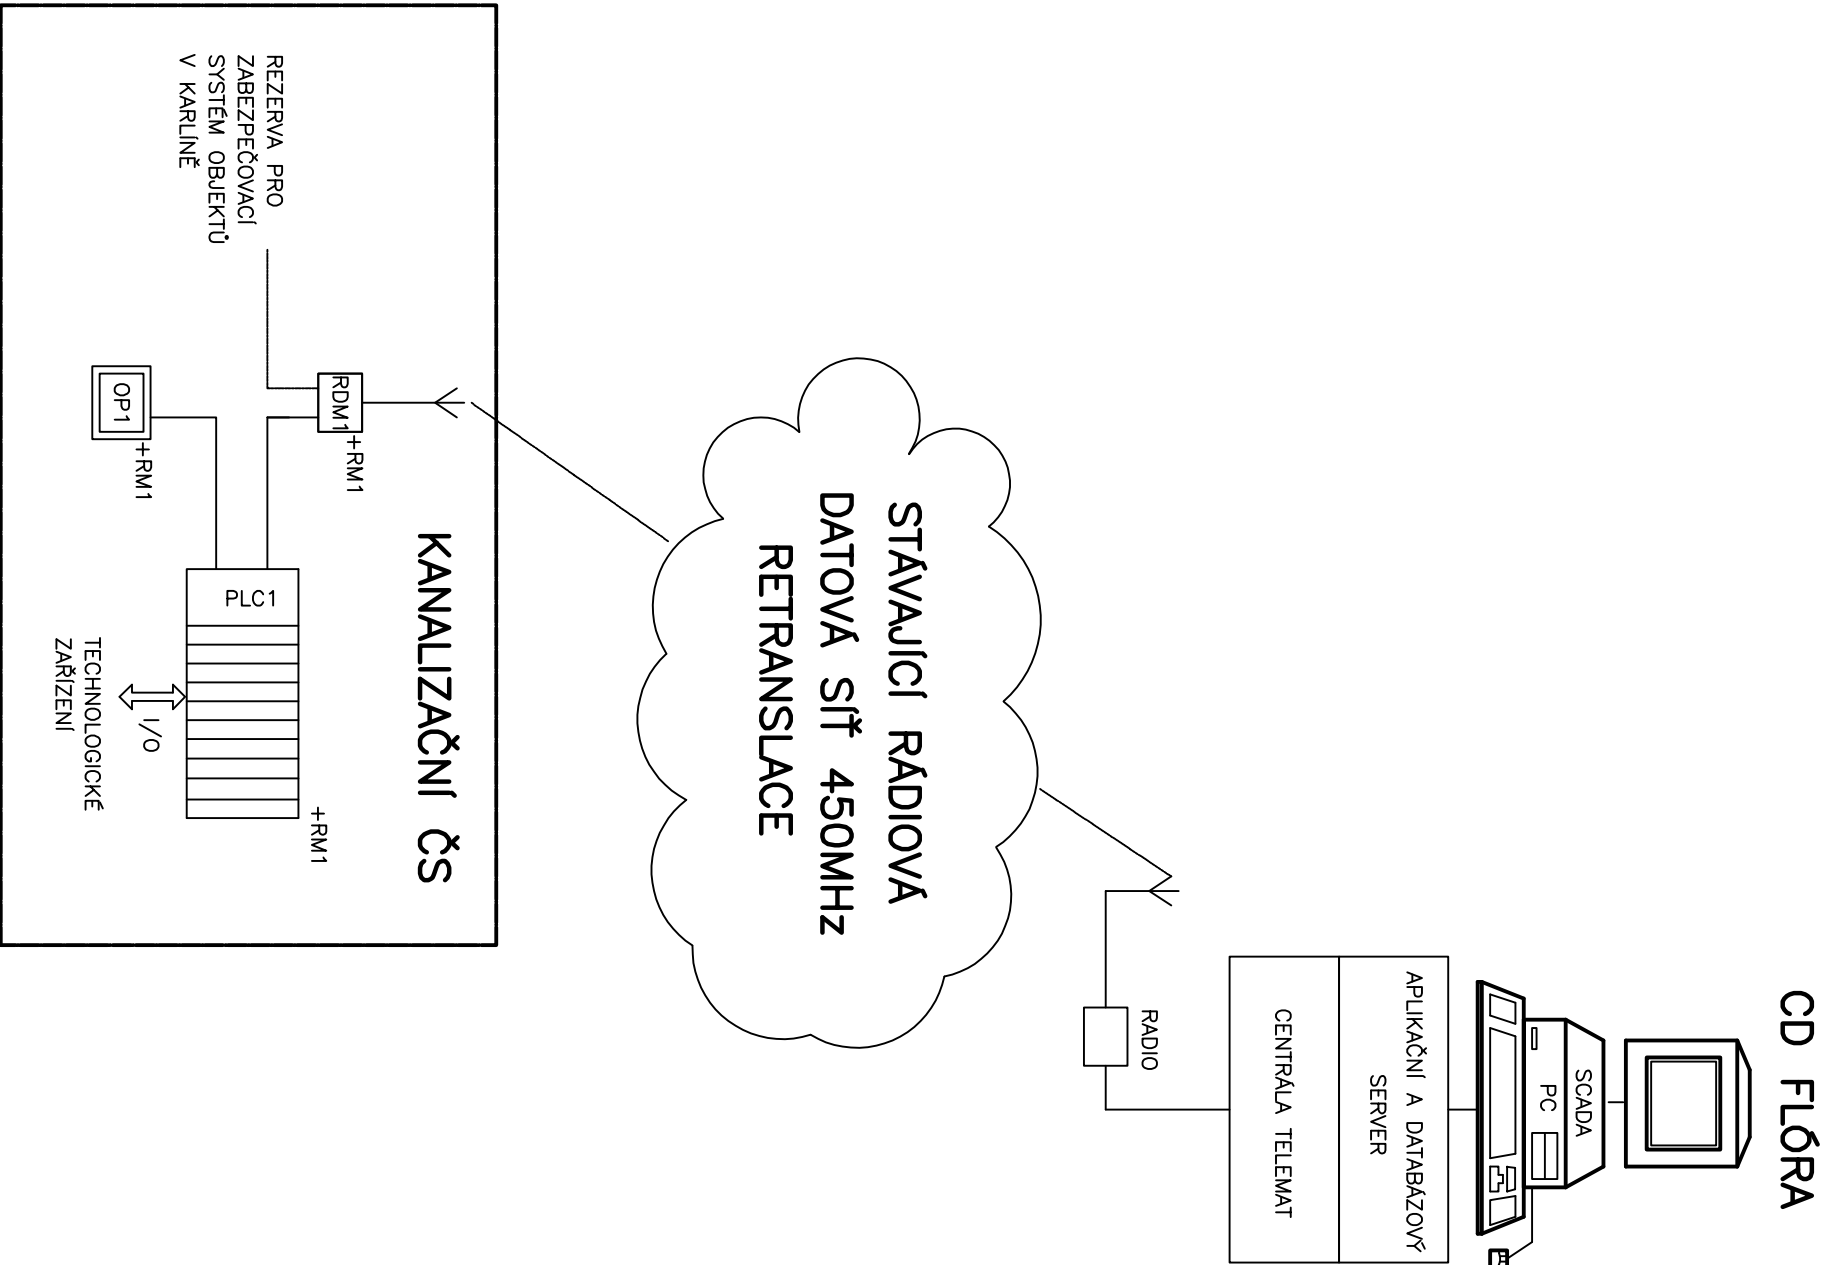 CD FLÓRA
SCADA
PC
APLIKAČNÍ A DATABÁZOVÝ
SERVER
CENTRÁLA TELEMAT
RADIO
STÁVAJÍCÍ RÁDIOVÁ
DATOVÁ SÍŤ 450MHz
RETRANSLACE
KANALIZAČNÍ ČS
RDM1
+RM1
REZERVA PRO
ZABEZPEČOVACÍ
SYSTÉM OBJEKTŮ
V KARLÍNĚ
OP1
+RM1
PLC1
+RM1
I/O
TECHNOLOGICKÉ
ZAŘÍZENÍ